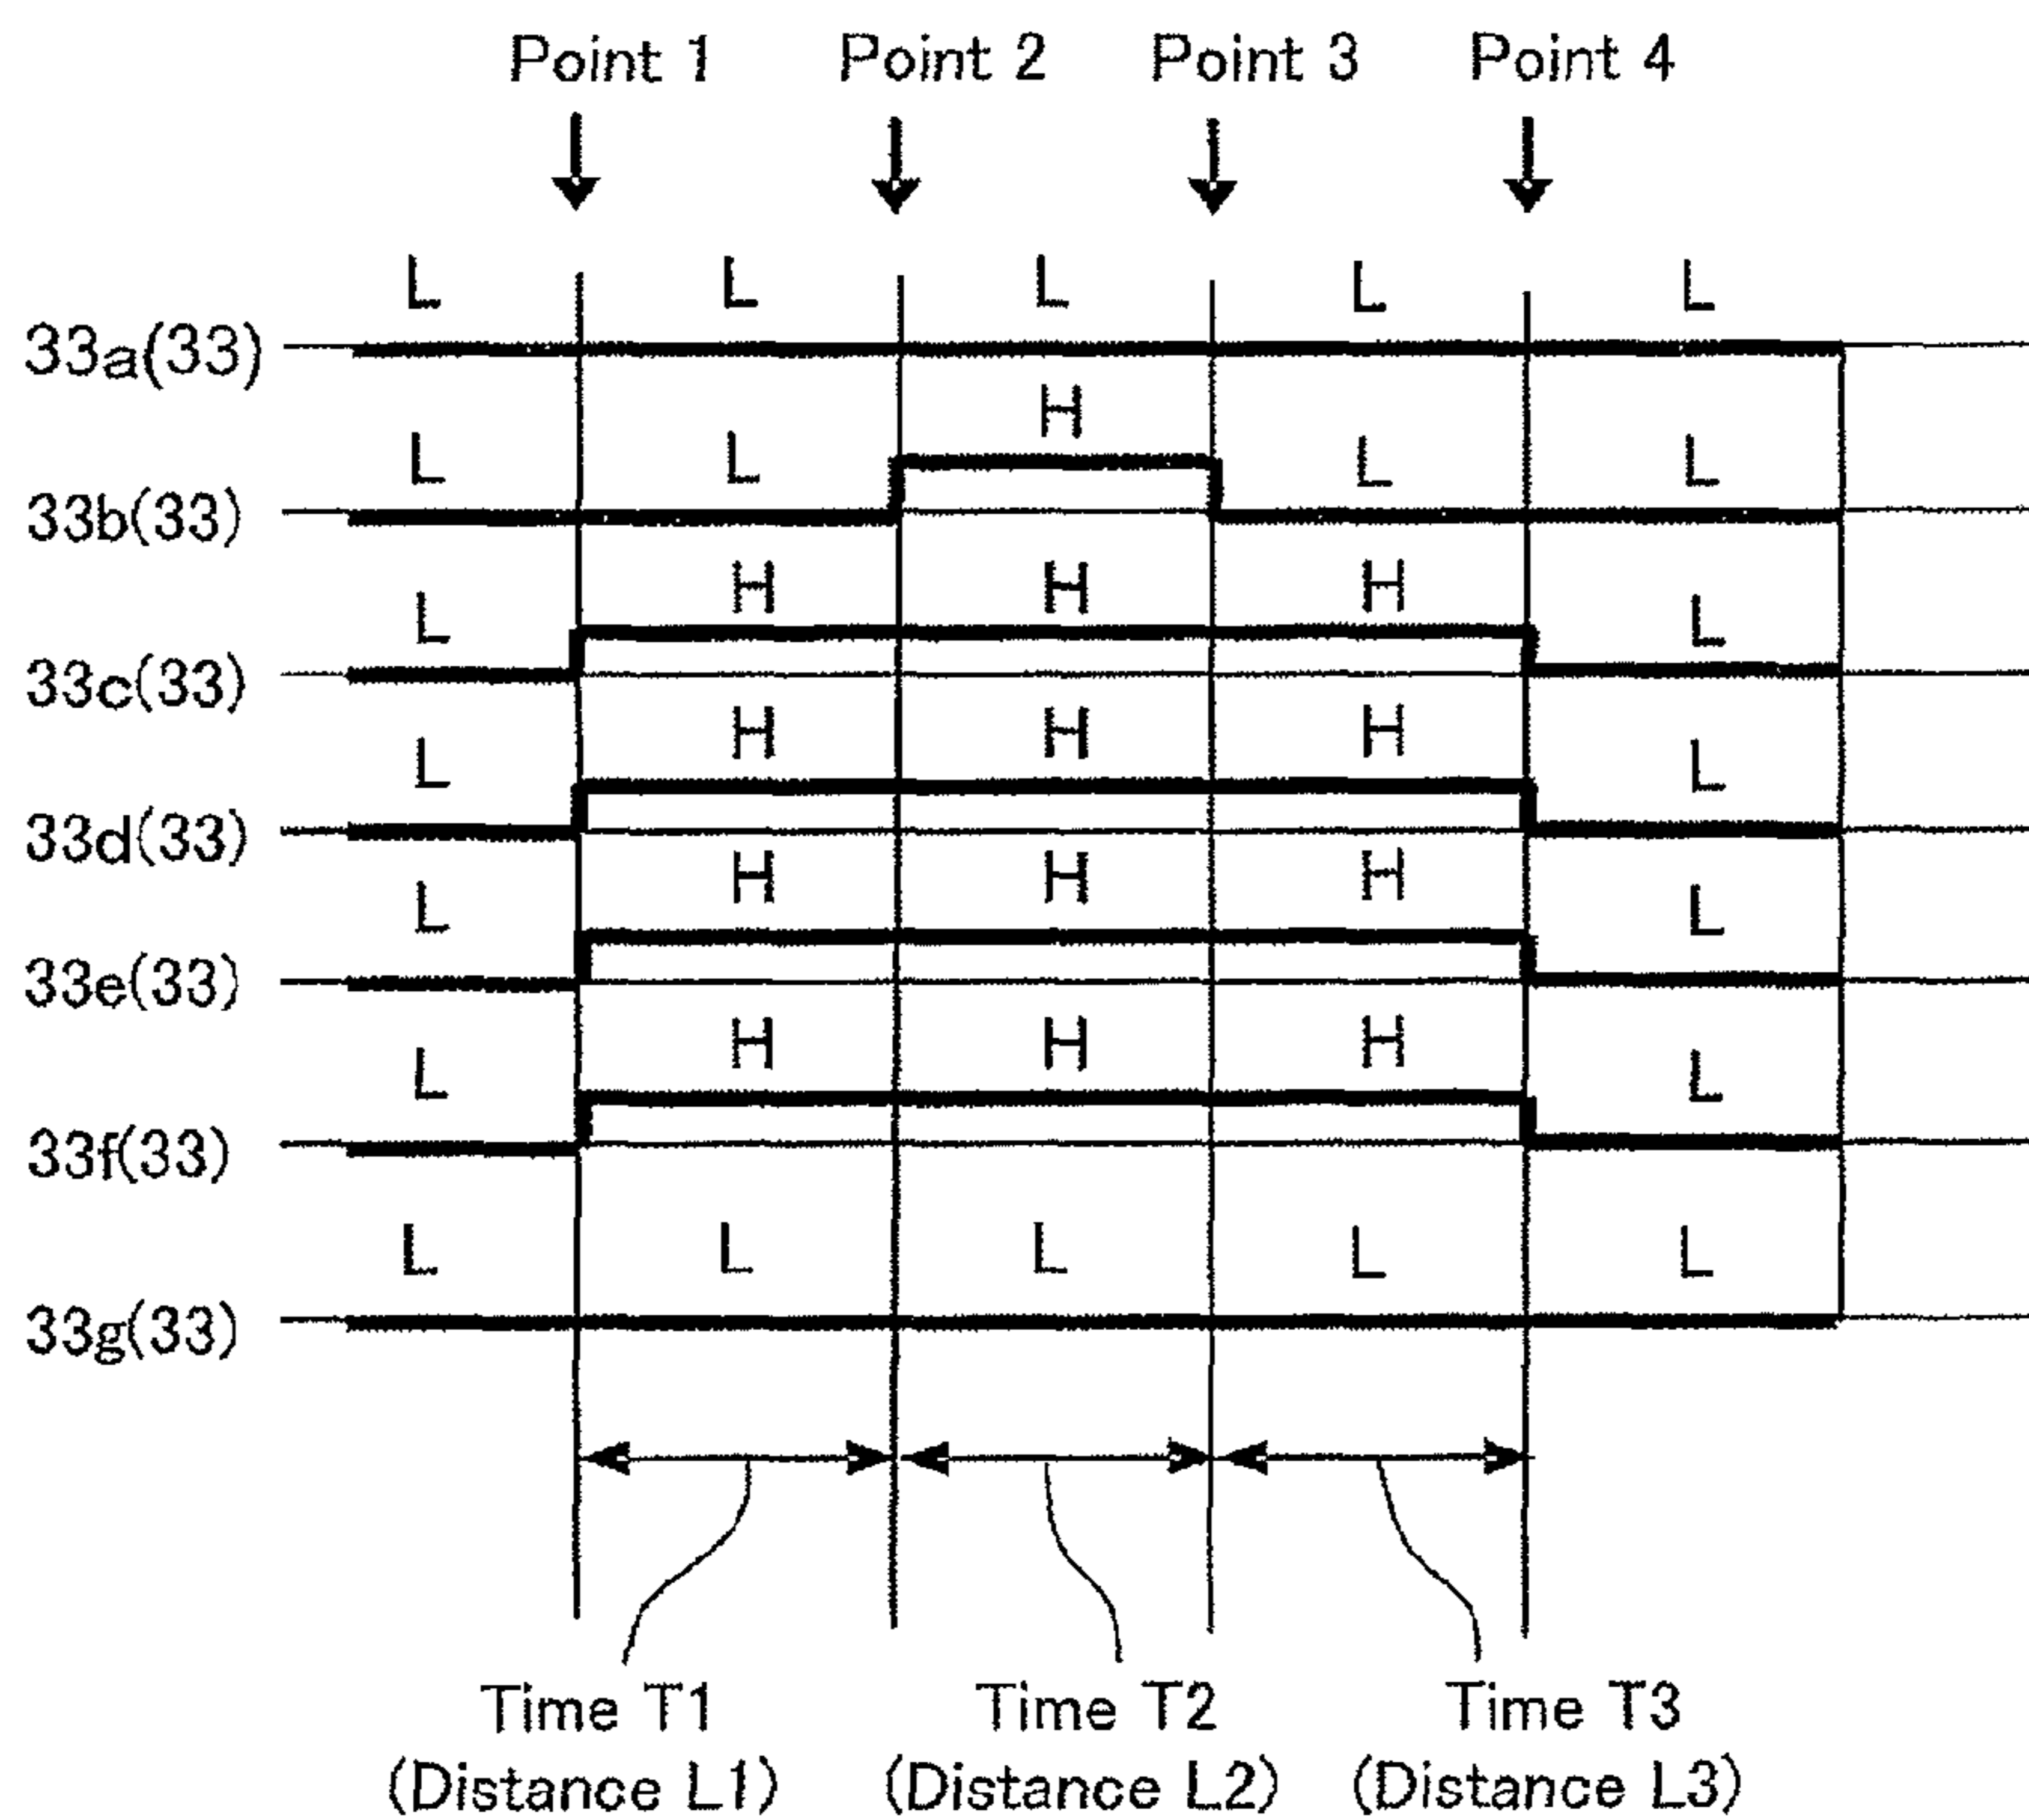 Point 1 Point 2 Point 3 Point 4
L L L L L
33a(33)
H
L L L L
33b(33)
H H H
L L
33c(33)
H H H
L L
33d(33)
H H H
L L
33e(33)
H H H
L L
33f(33)
L L L L L
33g(33)
Time T1 Time T2 Time T3
(Distance L1) (Distance L2) (Distance L3)